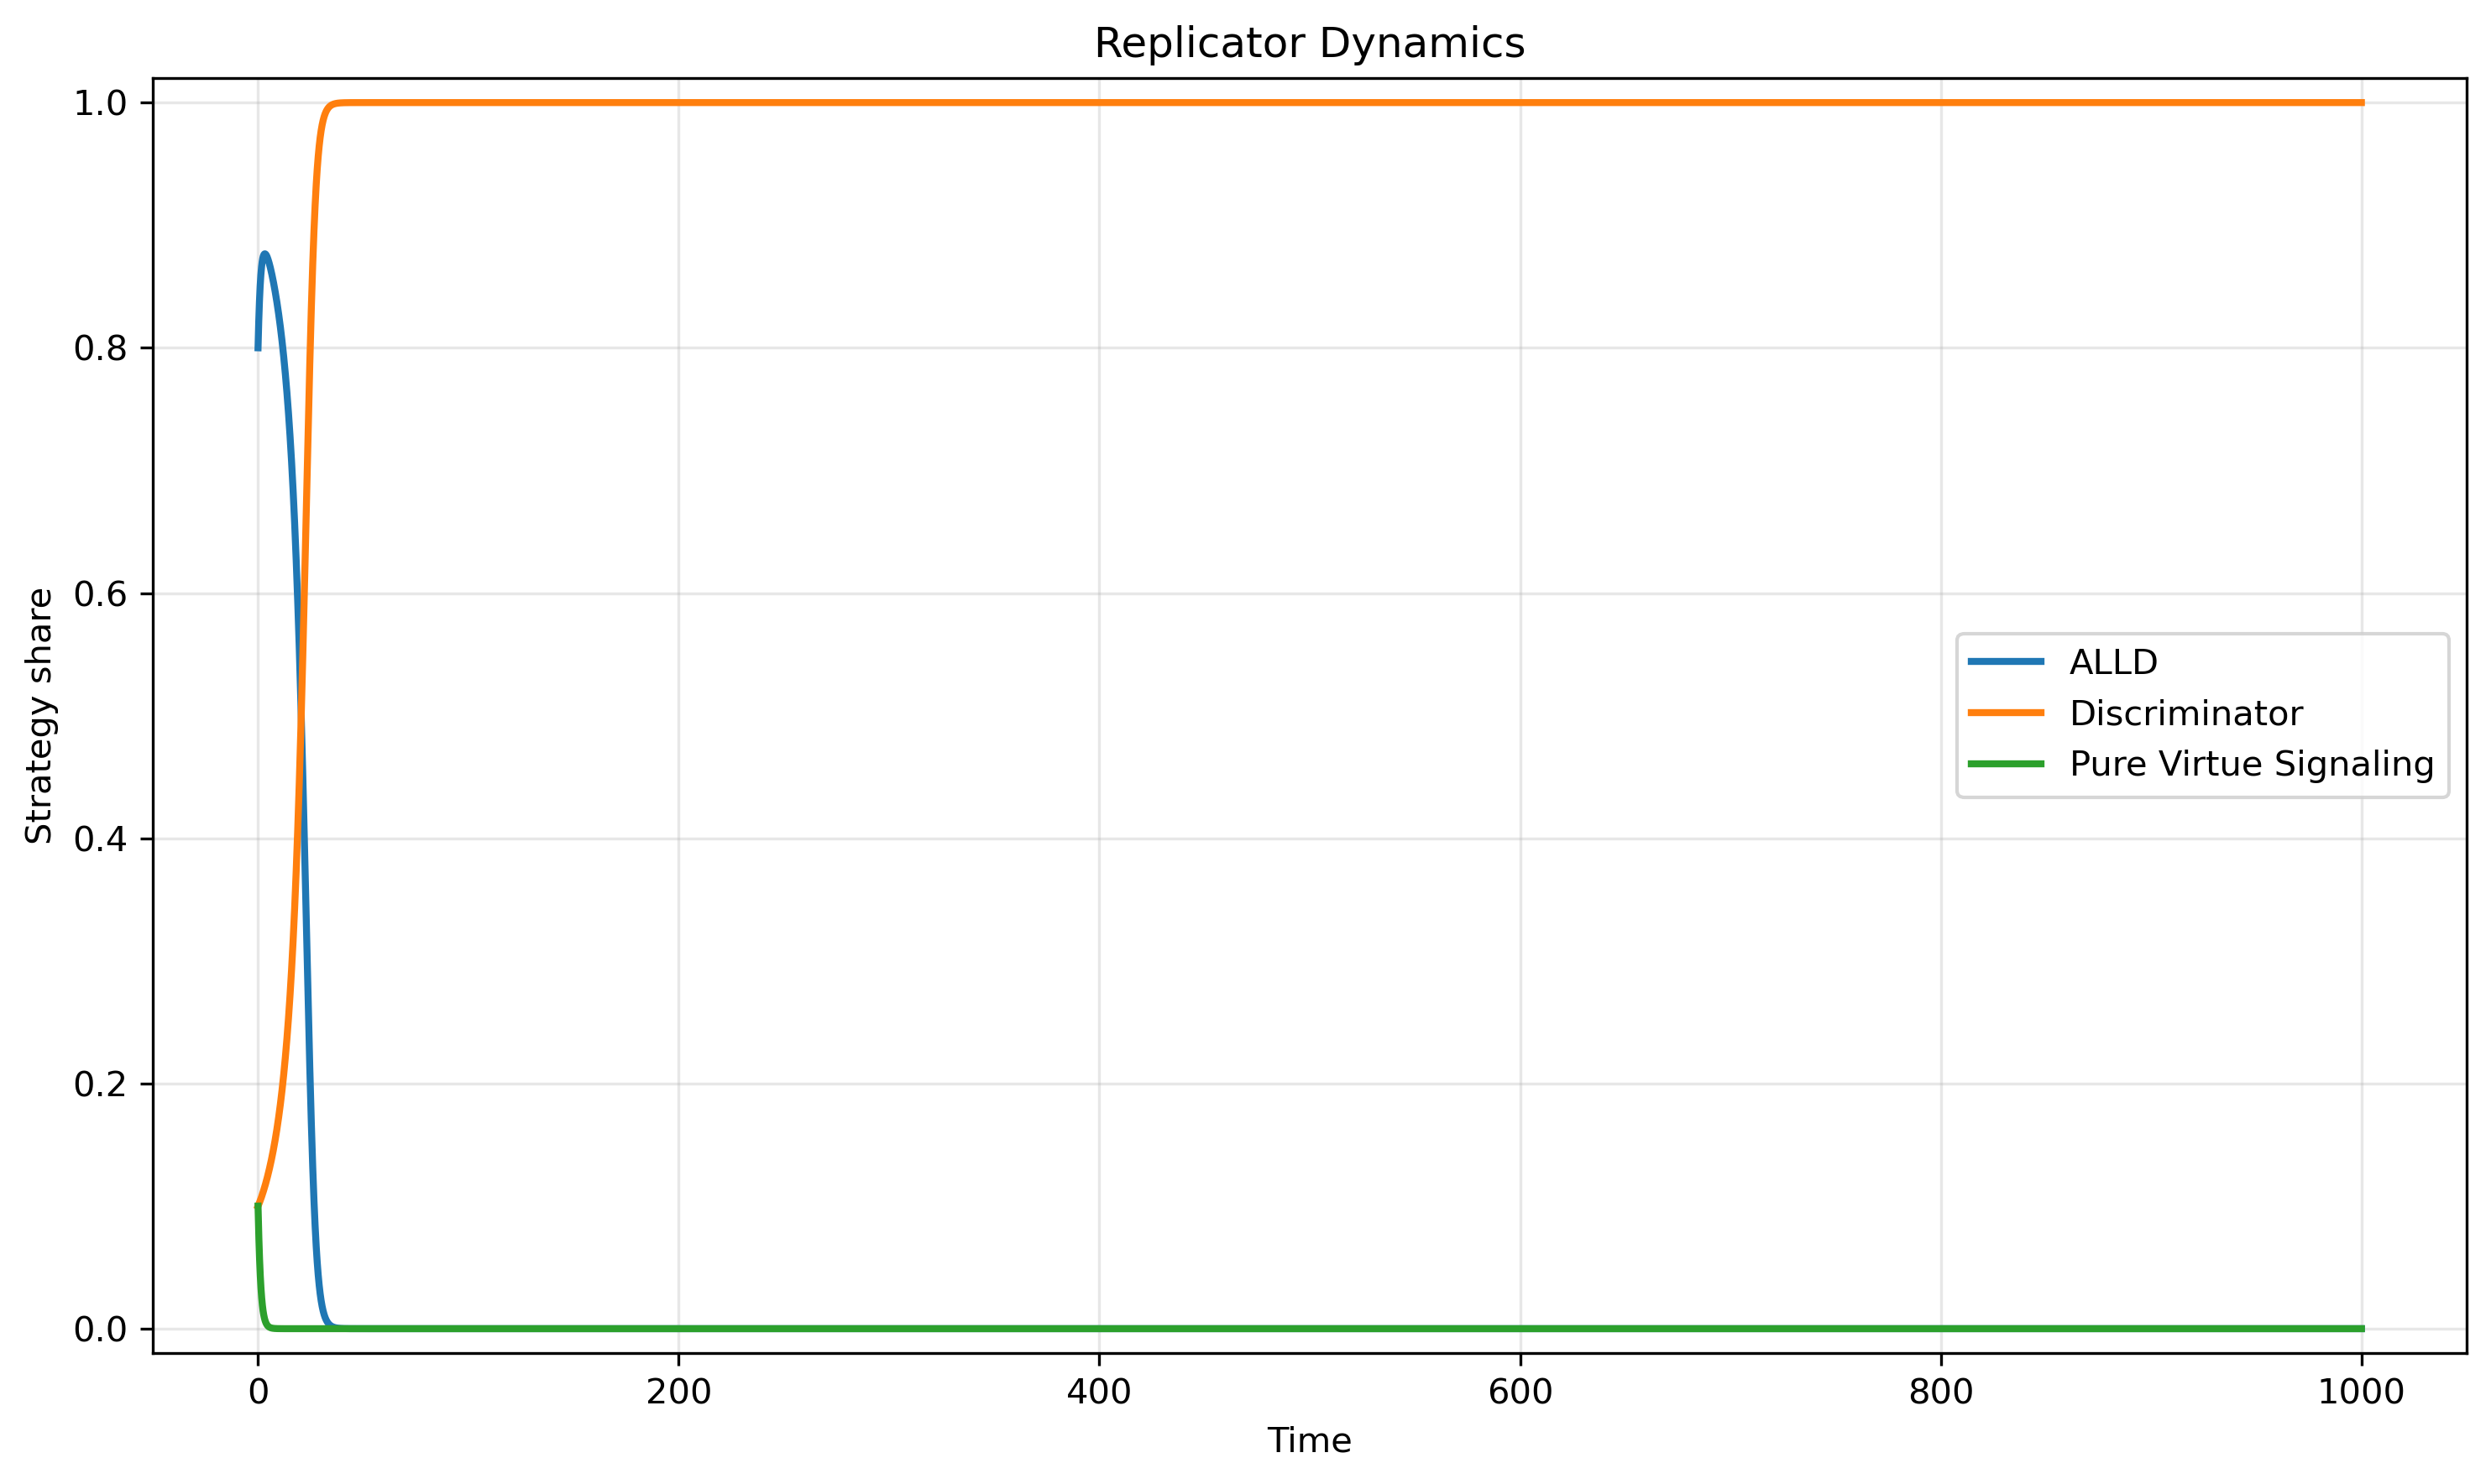 Replicator Dynamics
Strategy share
1.0
0.8
0.6
0.4
0.2
0.0
ALLD
Discriminator
Pure Virtue Signaling
0 200 400 600 800 1000
Time